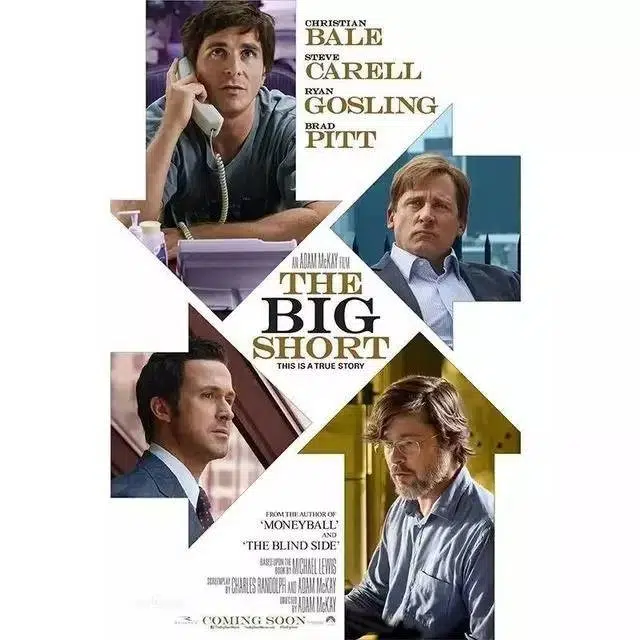 CHRISTIAN
BALE
STEVE
CARELL
RYAN
GOSLING
BRAD
PITT
AN ADAM McKAY FILM
THE
BIG
SHORT
THIS IS A TRUE STORY
FROM THE AUTHOR OF
'MONEYBALL'
AND
'THE BLIND SIDE'
BASED UPON THE BOOK BY MICHAEL LEWIS
SCREENPLAY BY CHARLES RANDOLPH AND ADAM McKAY
DIRECTED BY ADAM McKAY
COMING SOON